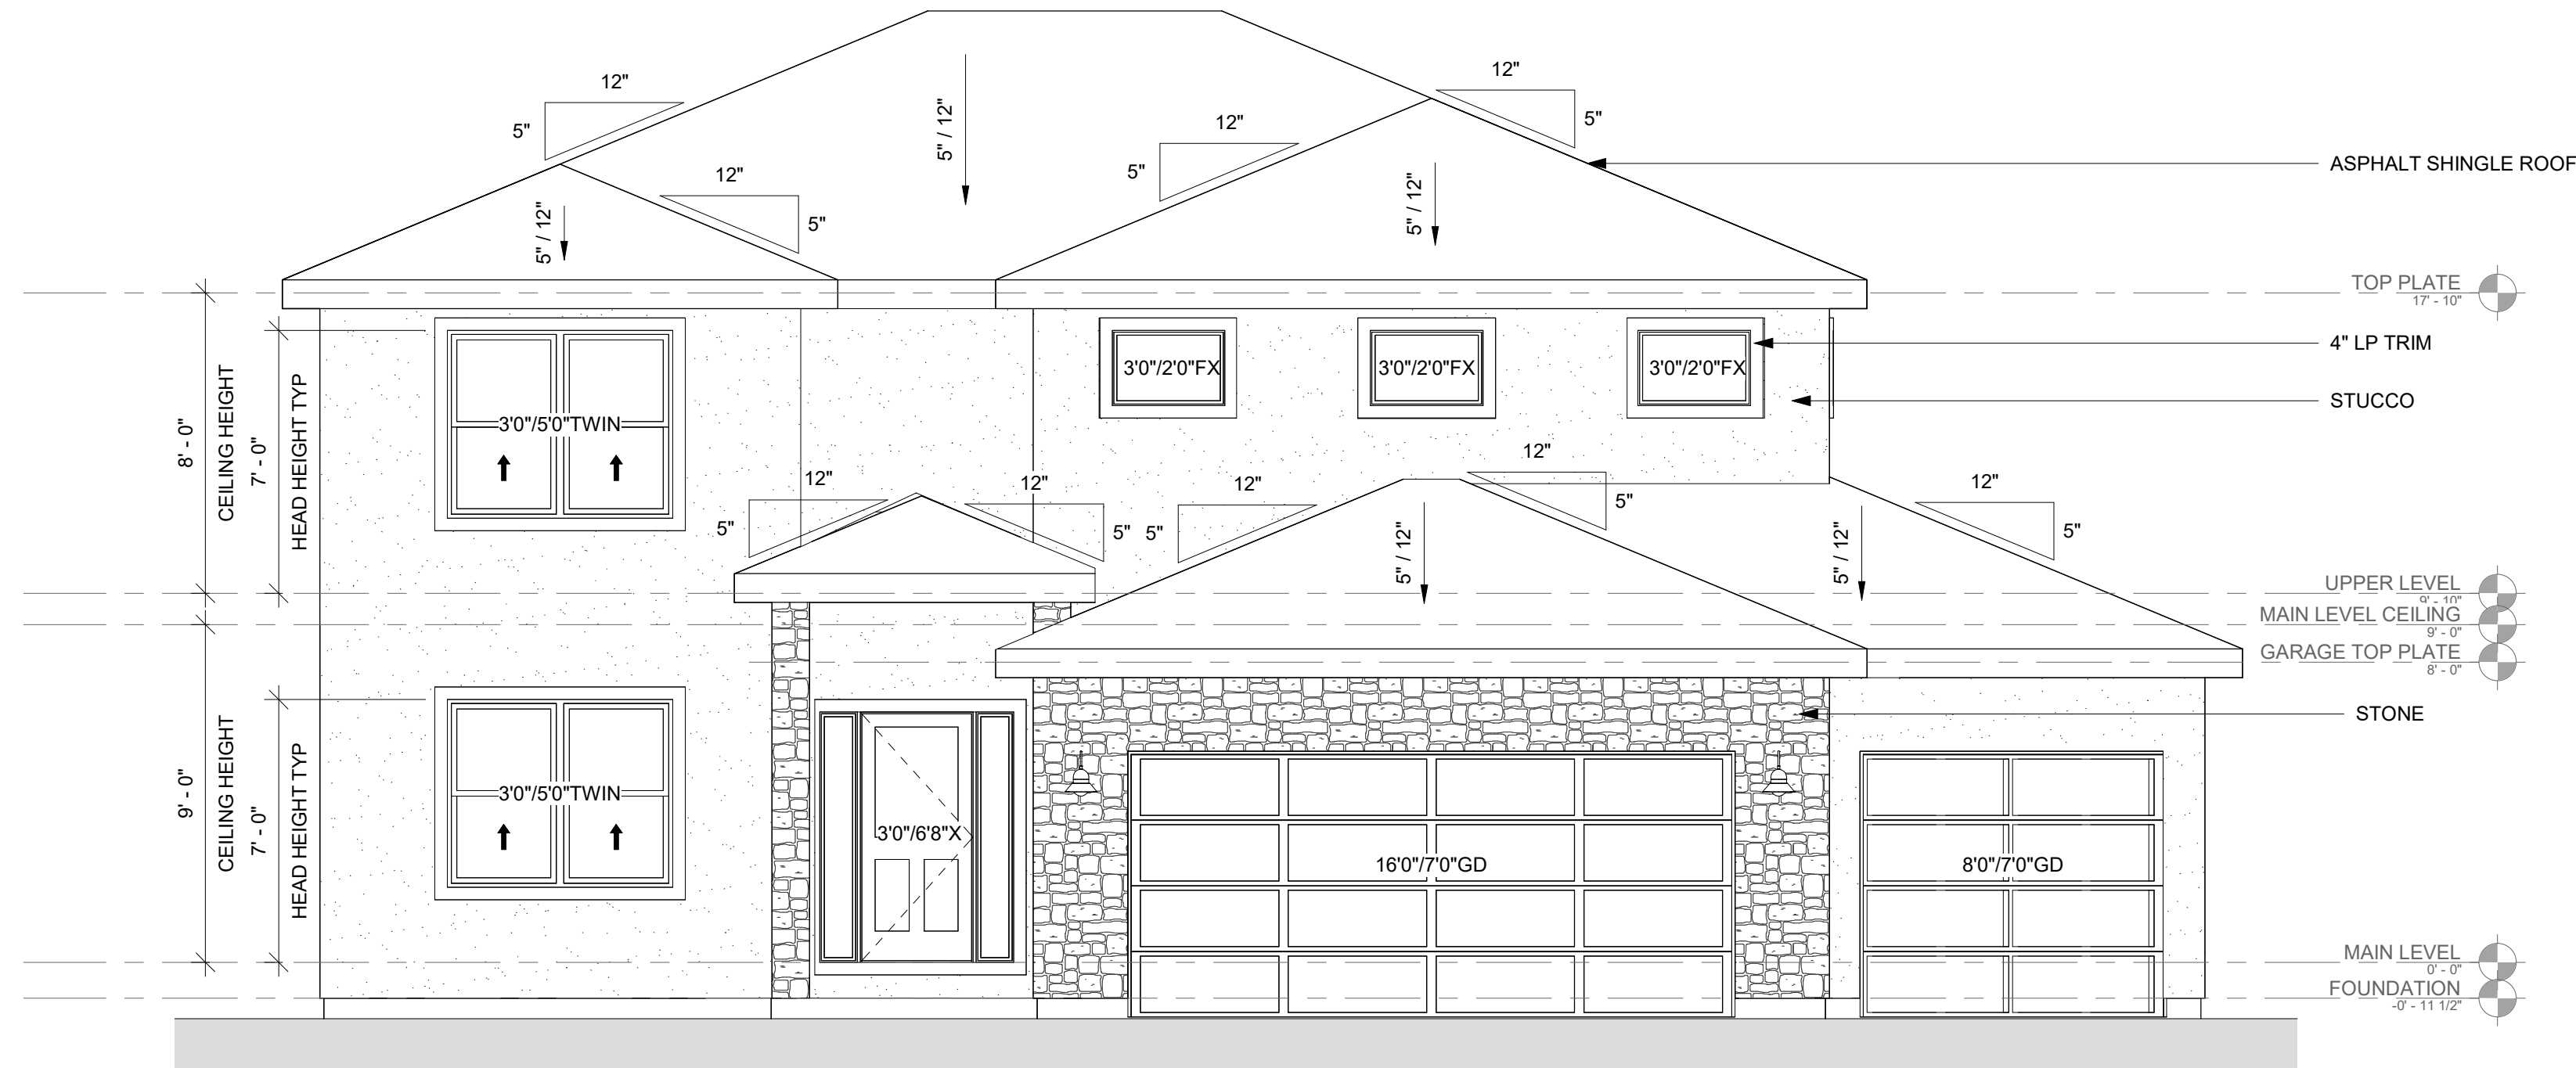 12"
5"
12"
5"
12"
5"
12"
5"
5" / 12"
5" / 12"
5" / 12"
ASPHALT SHINGLE ROOF
TOP PLATE
17' - 10"
4" LP TRIM
STUCCO
3'0"/2'0"FX
3'0"/2'0"FX
3'0"/2'0"FX
3'0"/5'0"TWIN
8' - 0"
CEILING HEIGHT
7' - 0"
HEAD HEIGHT TYP
12"
5"
12"
5"
12"
5"
12"
5"
12"
5"
5" / 12"
5" / 12"
UPPER LEVEL
9' - 10"
MAIN LEVEL CEILING
9' - 0"
GARAGE TOP PLATE
8' - 0"
STONE
9' - 0"
CEILING HEIGHT
7' - 0"
HEAD HEIGHT TYP
3'0"/5'0"TWIN
3'0"/6'8"X
16'0"/7'0"GD
8'0"/7'0"GD
MAIN LEVEL
0' - 0"
FOUNDATION
-0' - 11 1/2"